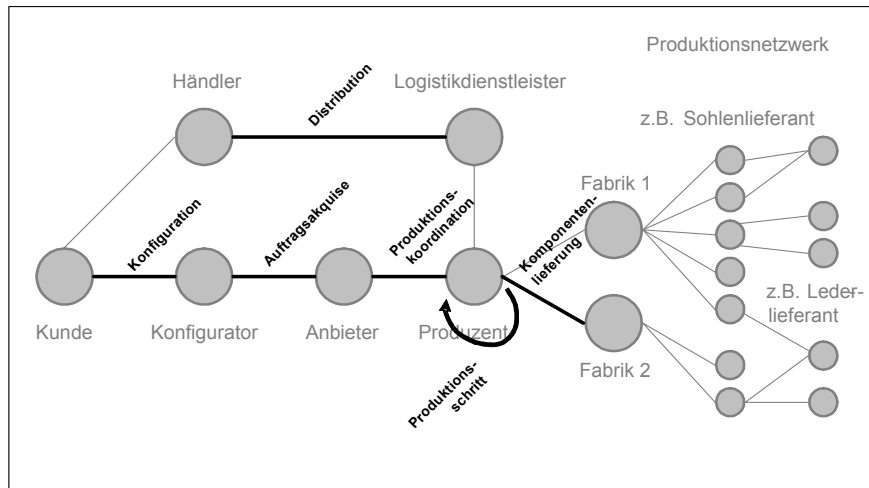 Produktionsnetzwerk
Händler
Logistikdienstleister
Distribution
z.B. Sohlenlieferant
Fabrik 1
Konfiguration
Auftragsakquise
Produktions-
koordination
Komponenten-
lieferung
z.B. Leder-
lieferant
Kunde
Konfigurator
Anbieter
Produzent
Fabrik 2
Produktions-
schritt